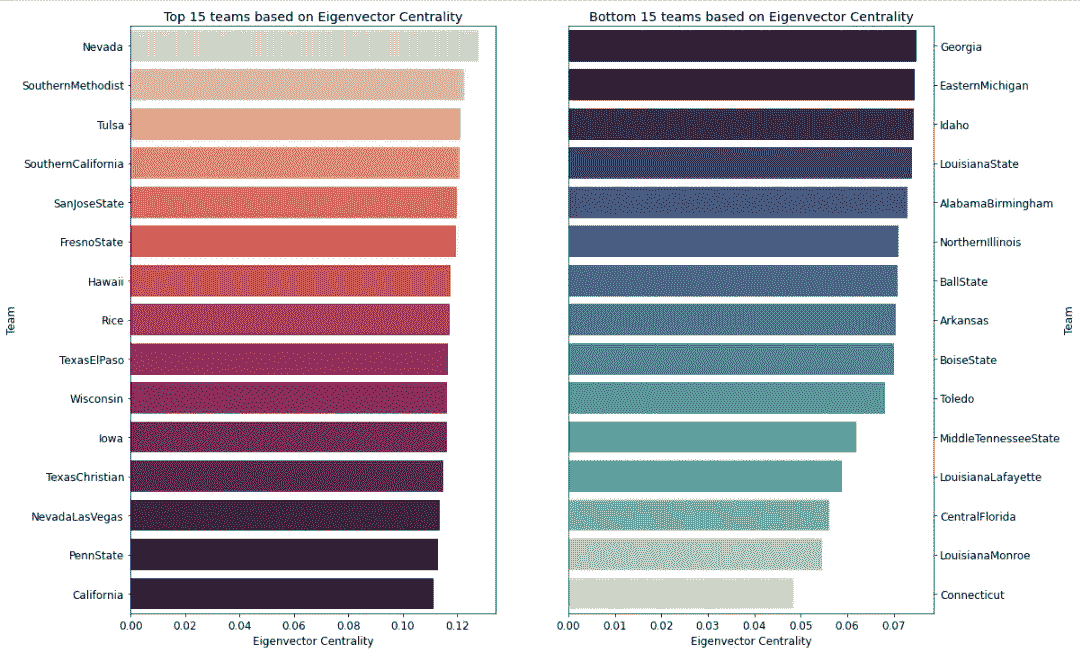 Top 15 teams based on Eigenvector Centrality
Nevada
SouthernMethodist
Tulsa
SouthernCalifornia
SanJoseState
FresnoState
Hawaii
Rice
TexasElPaso
Wisconsin
Iowa
TexasChristian
NevadaLasVegas
PennState
California
Team
0.00 0.02 0.04 0.06 0.08 0.10 0.12
Eigenvector Centrality
Bottom 15 teams based on Eigenvector Centrality
Georgia
EasternMichigan
Idaho
LouisianaState
AlabamaBirmingham
NorthernIllinois
BallState
Arkansas
BoiseState
Toledo
MiddleTennesseeState
LouisianaLafayette
CentralFlorida
LouisianaMonroe
Connecticut
Team
0.00 0.01 0.02 0.03 0.04 0.05 0.06 0.07
Eigenvector Centrality